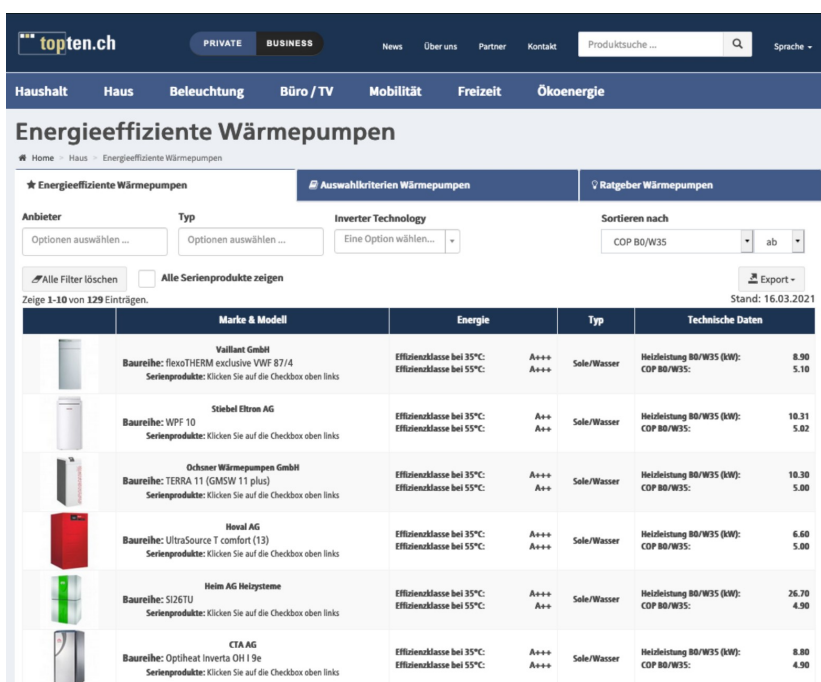 topten.ch
PRIVATE BUSINESS
News Über uns Partner Kontakt
Produktsuche ...
Sprache
Haushalt Haus Beleuchtung Büro / TV Mobilität Freizeit Ökoenergie
Energieeffiziente Wärmepumpen
Home > Haus > Energieeffiziente Wärmepumpen
Energieeffiziente Wärmepumpen Auswahlkriterien Wärmepumpen Ratgeber Wärmepumpen
Anbieter Typ Inverter Technology Sortieren nach
Optionen auswählen ... Optionen auswählen ... Eine Option wählen... COP B0/W35 ab
Alle Filter löschen Alle Serienprodukte zeigen Export
Zeige 1-10 von 129 Einträgen. Stand: 16.03.2021
Marke & Modell Energie Typ Technische Daten
Vaillant GmbH
Baureihe: flexoTHERM exclusive VWF 87/4
Serienprodukte: Klicken Sie auf die Checkbox oben links
Effizienzklasse bei 35°C: A+++
Effizienzklasse bei 55°C: A+++
Sole/Wasser
Heizleistung B0/W35 (kW): 8.90
COP B0/W35: 5.10
Stiebel Eltron AG
Baureihe: WPF 10
Serienprodukte: Klicken Sie auf die Checkbox oben links
Effizienzklasse bei 35°C: A++
Effizienzklasse bei 55°C: A++
Sole/Wasser
Heizleistung B0/W35 (kW): 10.31
COP B0/W35: 5.02
Ochsner Wärmepumpen GmbH
Baureihe: TERRA 11 (GMSW 11 plus)
Serienprodukte: Klicken Sie auf die Checkbox oben links
Effizienzklasse bei 35°C: A+++
Effizienzklasse bei 55°C: A++
Sole/Wasser
Heizleistung B0/W35 (kW): 10.30
COP B0/W35: 5.00
Hoval AG
Baureihe: UltraSource T comfort (13)
Serienprodukte: Klicken Sie auf die Checkbox oben links
Effizienzklasse bei 35°C: A+++
Effizienzklasse bei 55°C: A+++
Sole/Wasser
Heizleistung B0/W35 (kW): 6.60
COP B0/W35: 5.00
Heim AG Heizsysteme
Baureihe: SI26TU
Serienprodukte: Klicken Sie auf die Checkbox oben links
Effizienzklasse bei 35°C: A+++
Effizienzklasse bei 55°C: A++
Sole/Wasser
Heizleistung B0/W35 (kW): 26.70
COP B0/W35: 4.90
CTA AG
Baureihe: Optiheat Inverta OH I 9e
Serienprodukte: Klicken Sie auf die Checkbox oben links
Effizienzklasse bei 35°C: A+++
Effizienzklasse bei 55°C: A+++
Sole/Wasser
Heizleistung B0/W35 (kW): 8.80
COP B0/W35: 4.90